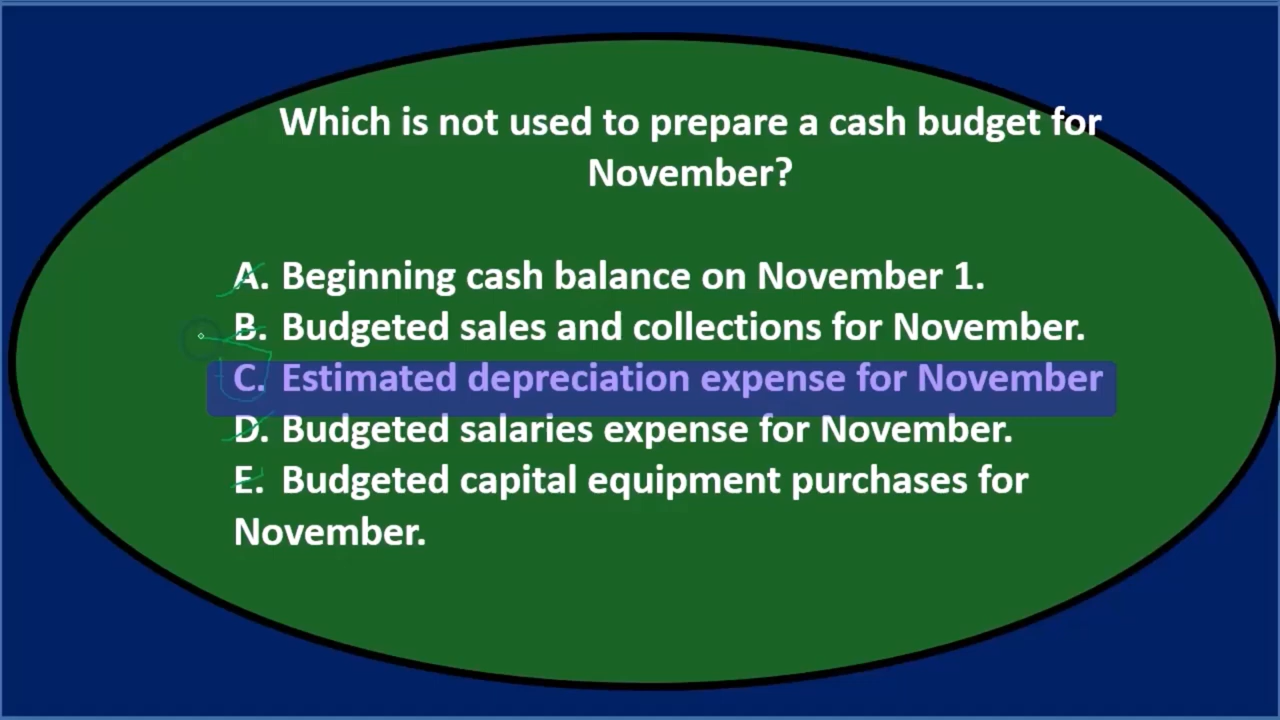 Which is not used to prepare a cash budget for
November?
A. Beginning cash balance on November 1.
B. Budgeted sales and collections for November.
C. Estimated depreciation expense for November
D. Budgeted salaries expense for November.
E. Budgeted capital equipment purchases for
November.